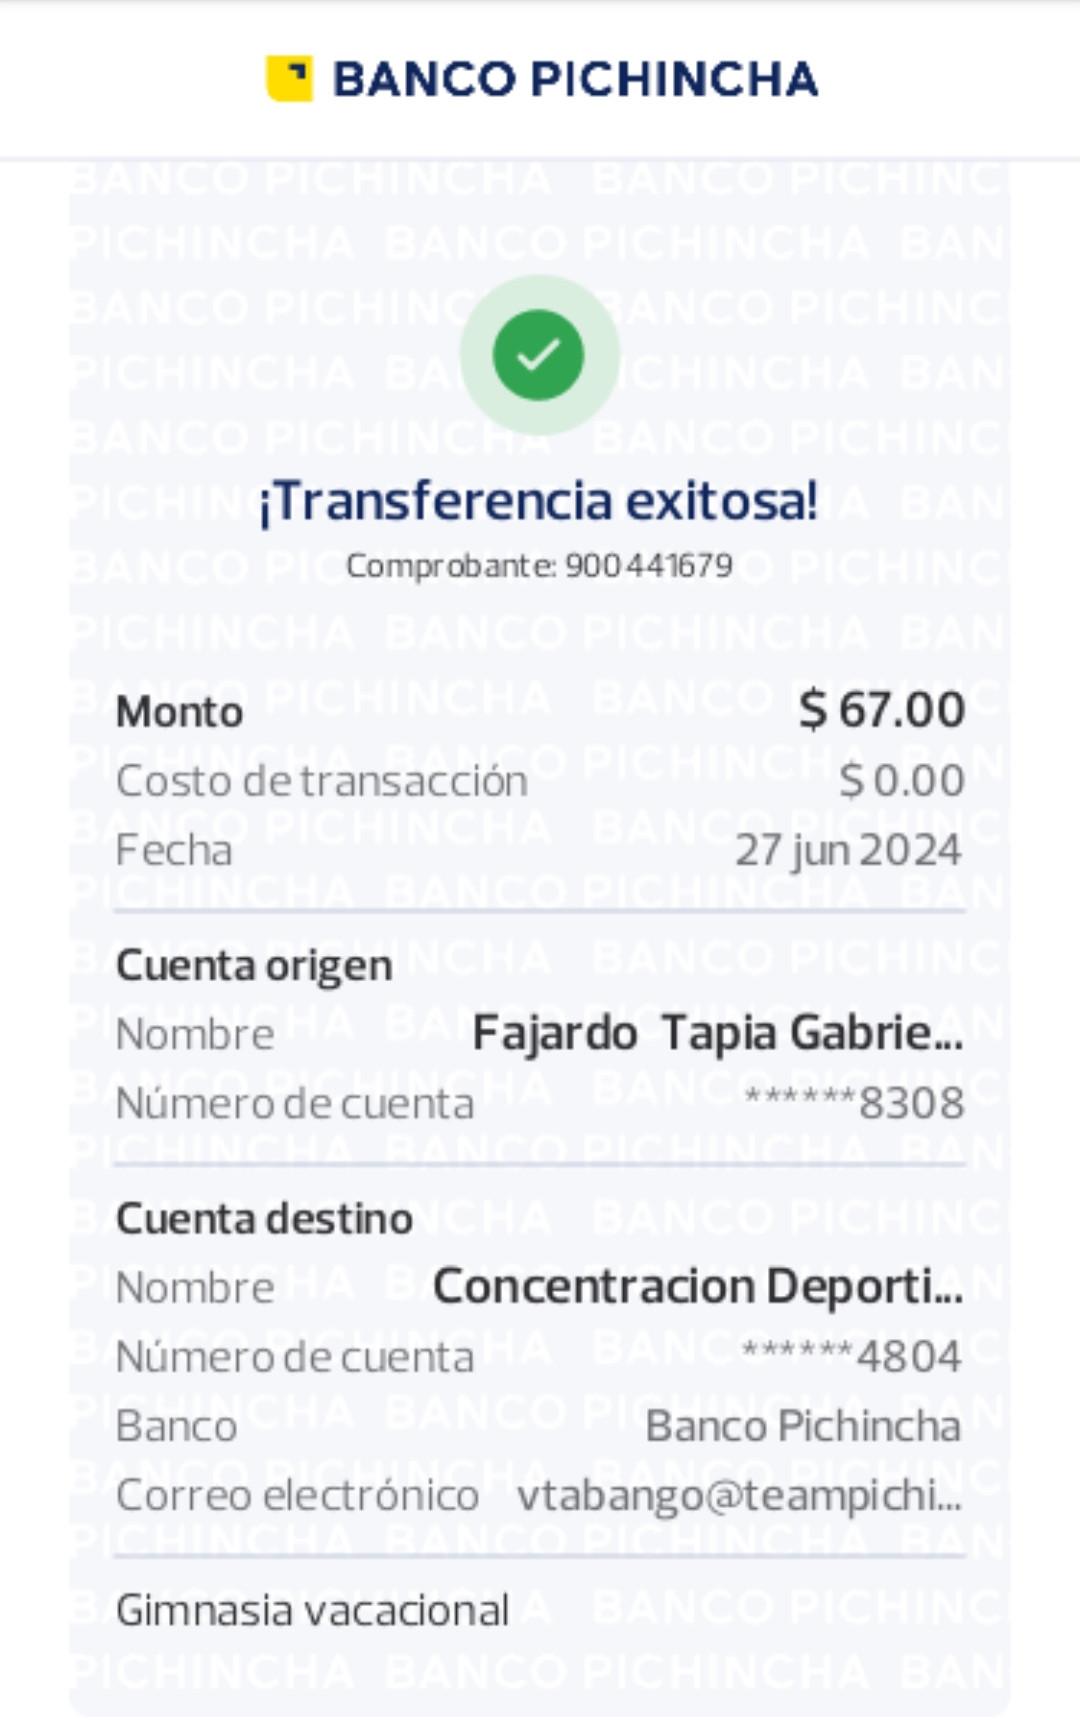 BANCO PICHINCHA
¡Transferencia exitosa!
Comprobante: 900441679
Monto $ 67.00
Costo de transacción $ 0.00
Fecha 27 jun 2024
Cuenta origen
Nombre Fajardo Tapia Gabrie...
Número de cuenta ******8308
Cuenta destino
Nombre Concentracion Deporti...
Número de cuenta ******4804
Banco Banco Pichincha
Correo electrónico vtabango@teampichi...
Gimnasia vacacional